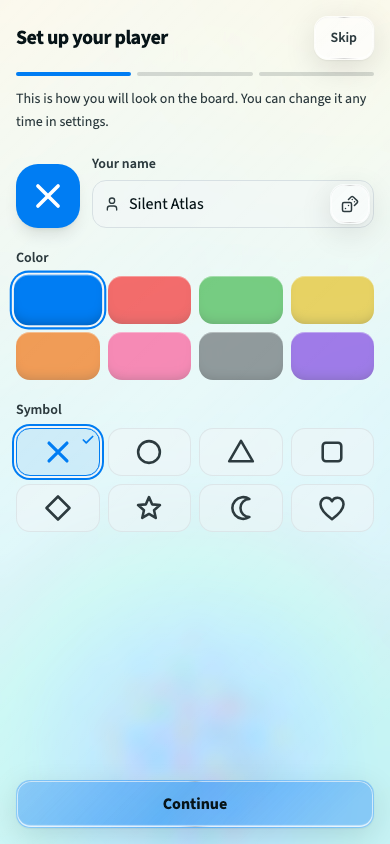 Set up your player
Skip
This is how you will look on the board. You can change it any
time in settings.
Your name
Silent Atlas
Color
Symbol
Continue